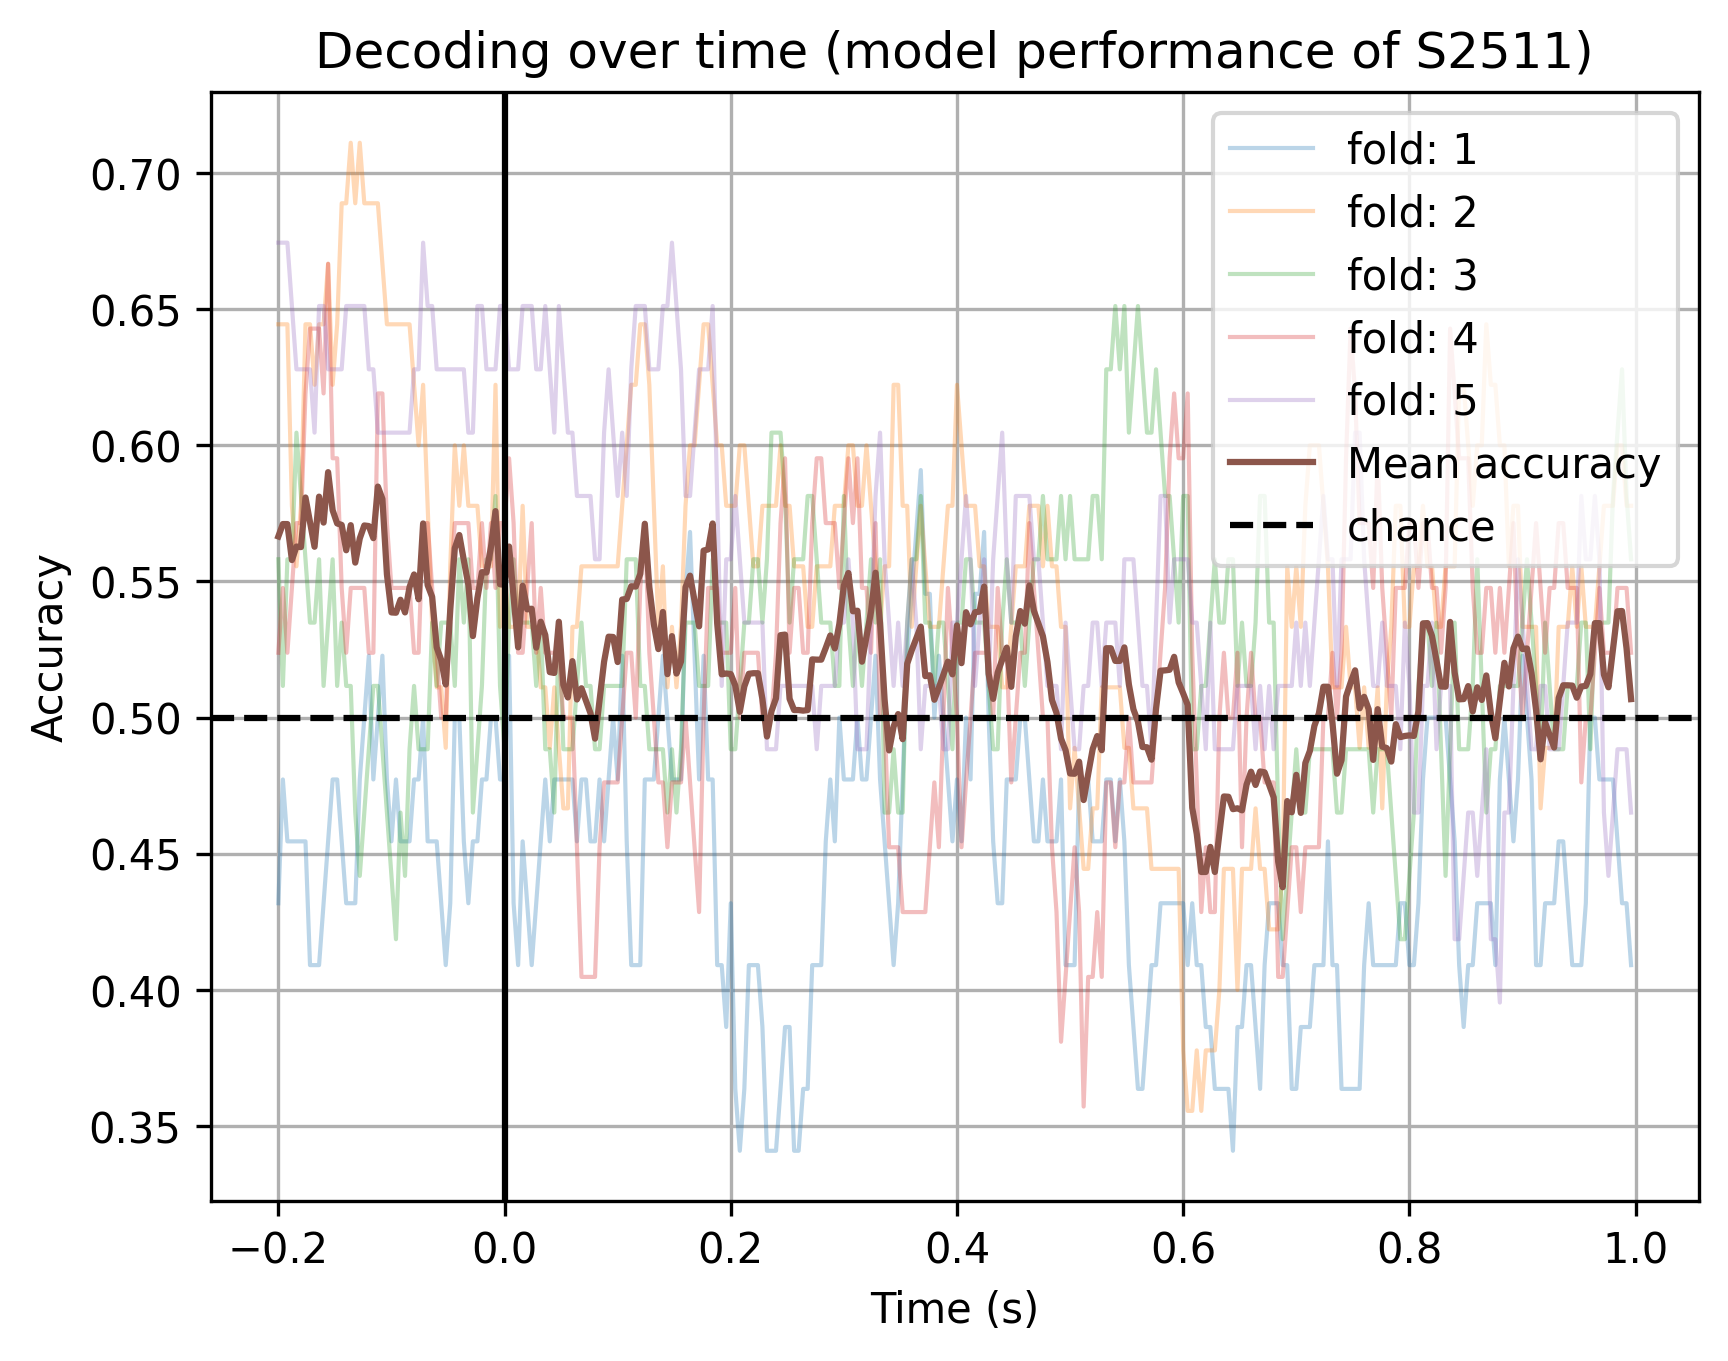 Decoding over time (model performance of S2511)
Accuracy
0.70
0.65
0.60
0.55
0.50
0.45
0.40
0.35
fold: 1
fold: 2
fold: 3
fold: 4
fold: 5
Mean accuracy
chance
−0.2
0.0
0.2
0.4
0.6
0.8
1.0
Time (s)